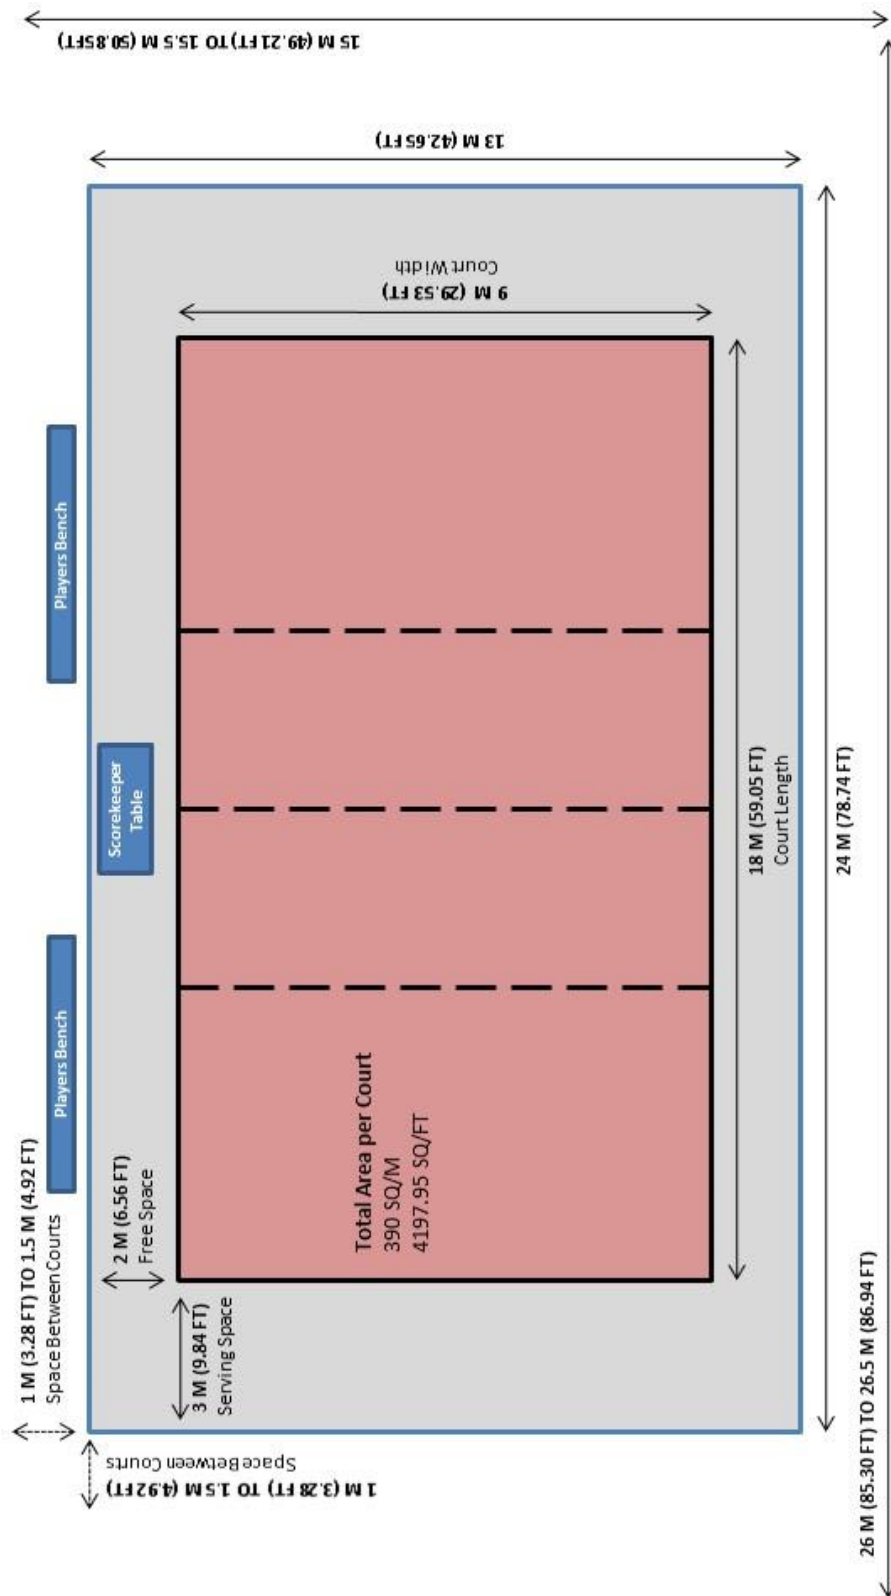 15 M (49.21 FT) TO 15.5 M (50.85FT)
13 M (42.65 FT)
Court Width
9 M (29.53 FT)
Players Bench
Scorekeeper
Table
Players Bench
1 M (3.28 FT) TO 1.5 M (4.92 FT)
Space Between Courts
2 M (6.56 FT)
Free Space
3 M (9.84 FT)
Serving Space
Space Between Courts
1 M (3.28 FT) TO 1.5 M (4.92 FT)
Total Area per Court
390 SQ/M
4197.95 SQ/FT
18 M (59.05 FT)
Court Length
24 M (78.74 FT)
26 M (85.30 FT) TO 26.5 M (86.94 FT)